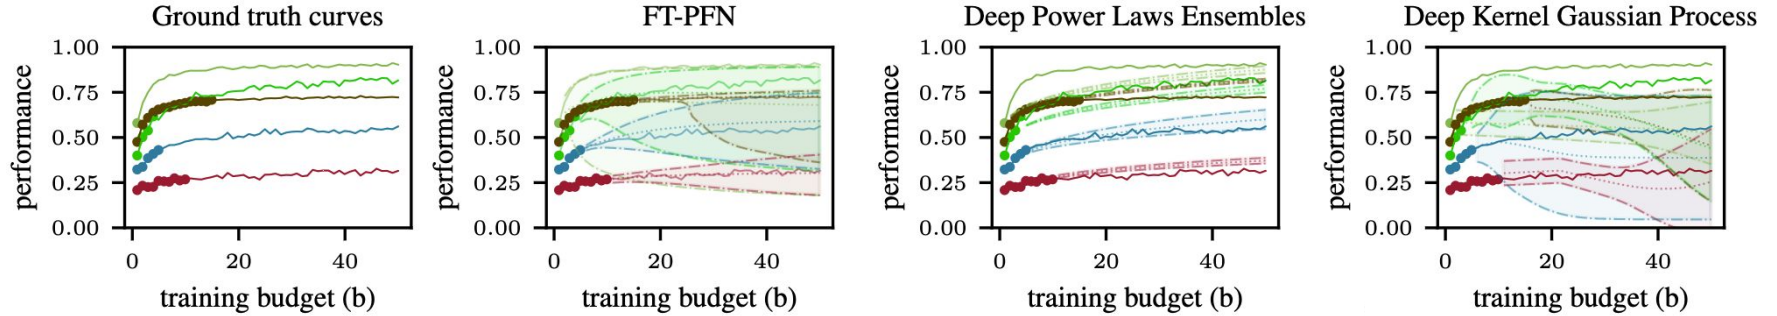 Ground truth curves
FT-PFN
Deep Power Laws Ensembles
Deep Kernel Gaussian Process
performance
1.00
0.75
0.50
0.25
0.00
0 20 40
training budget (b)
performance
1.00
0.75
0.50
0.25
0.00
0 20 40
training budget (b)
performance
1.00
0.75
0.50
0.25
0.00
0 20 40
training budget (b)
performance
1.00
0.75
0.50
0.25
0.00
0 20 40
training budget (b)